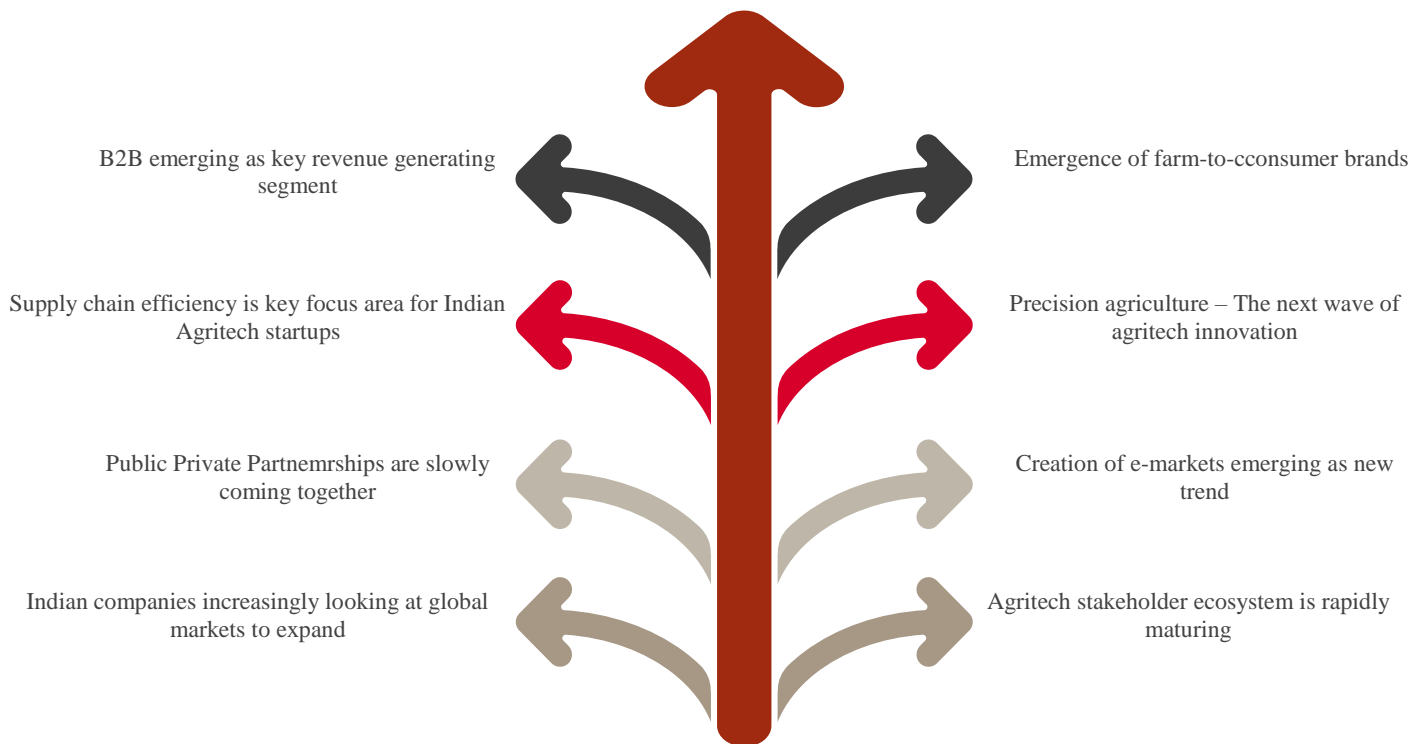 B2B emerging as key revenue generating
segment
Emergence of farm-to-cconsumer brands
Supply chain efficiency is key focus area for Indian
Agritech startups
Precision agriculture – The next wave of
agritech innovation
Public Private Partnemrships are slowly
coming together
Creation of e-markets emerging as new
trend
Indian companies increasingly looking at global
markets to expand
Agritech stakeholder ecosystem is rapidly
maturing